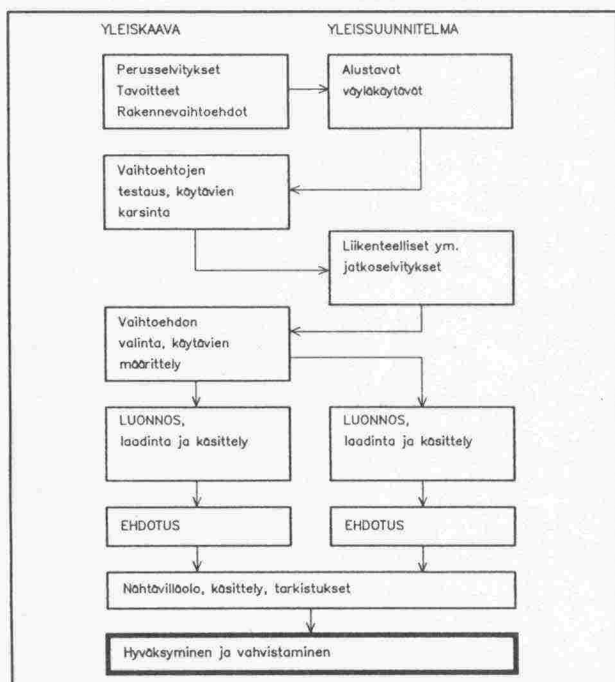 YLEISKAAVA YLEISSUUNNITELMA
Perusselvitykset
Tavoitteet
Rakennevaihtoehdot
Alustavat
väyläkäytävät
Vaihtoehtojen
testaus, käytävien
karsinta
Liikenteelliset ym.
jatkoselvitykset
Vaihtoehdon
valinta, käytävien
määrittely
LUONNOS,
laadinta ja käsittely
LUONNOS,
laadinta ja käsittely
EHDOTUS
EHDOTUS
Nähtävilläolo, käsittely, tarkistukset
Hyväksyminen ja vahvistaminen